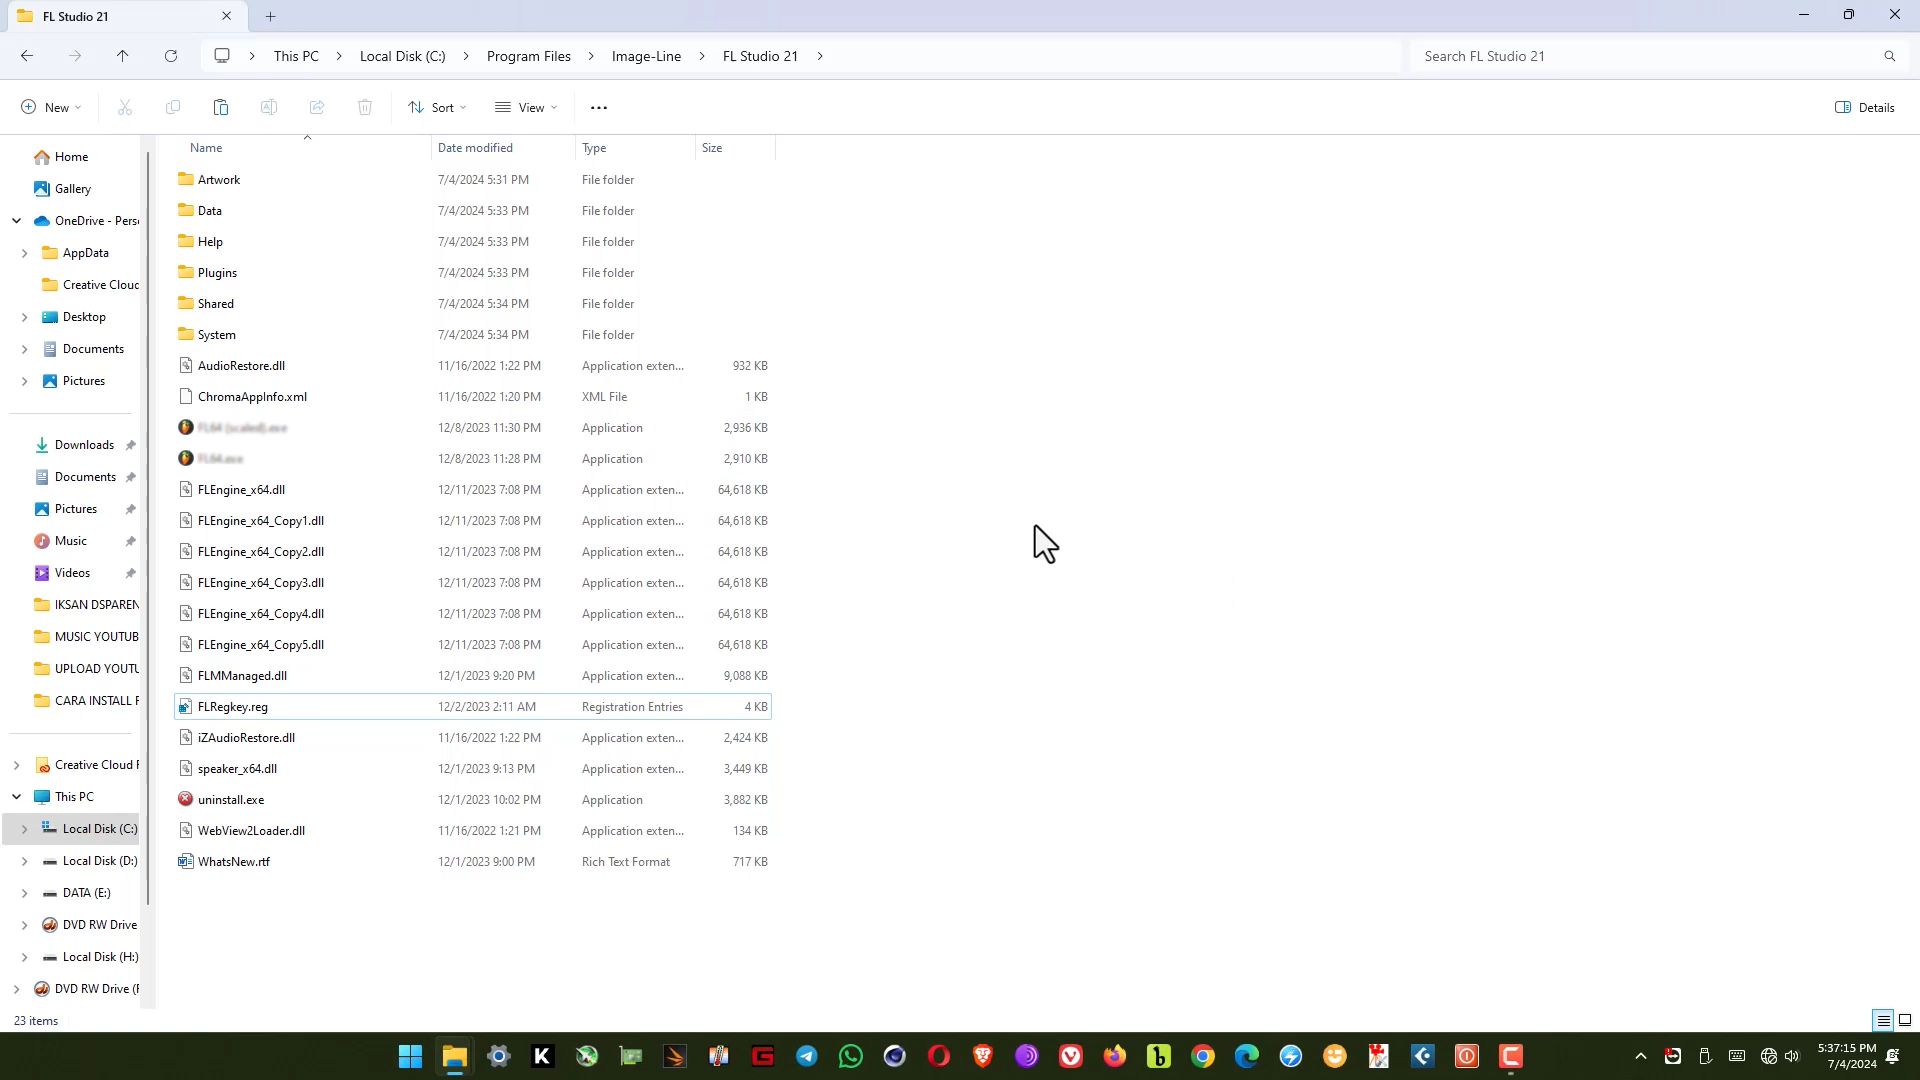 FL Studio 21
This PC
Local Disk (C:)
Program Files
Image-Line
FL Studio 21
Search FL Studio 21
New
Sort
View
Details
Name Date modified Type Size
Home
Gallery
OneDrive - Pers
AppData
Creative Cloud
Desktop
Documents
Pictures
Downloads
Documents
Pictures
Music
Videos
IKSAN DSPAREN
MUSIC YOUTUB
UPLOAD YOUTU
CARA INSTALL F
Creative Cloud F
This PC
Local Disk (C:)
Local Disk (D:)
DATA (E:)
DVD RW Drive
Local Disk (H:)
DVD RW Drive (F
Artwork 7/4/2024 5:31 PM File folder
Data 7/4/2024 5:33 PM File folder
Help 7/4/2024 5:33 PM File folder
Plugins 7/4/2024 5:33 PM File folder
Shared 7/4/2024 5:34 PM File folder
System 7/4/2024 5:34 PM File folder
AudioRestore.dll 11/16/2022 1:22 PM Application exten... 932 KB
ChromaAppInfo.xml 11/16/2022 1:20 PM XML File 1 KB
FL64 (scaled).exe 12/8/2023 11:30 PM Application 2,936 KB
FL64.exe 12/8/2023 11:28 PM Application 2,910 KB
FLEngine_x64.dll 12/11/2023 7:08 PM Application exten... 64,618 KB
FLEngine_x64_Copy1.dll 12/11/2023 7:08 PM Application exten... 64,618 KB
FLEngine_x64_Copy2.dll 12/11/2023 7:08 PM Application exten... 64,618 KB
FLEngine_x64_Copy3.dll 12/11/2023 7:08 PM Application exten... 64,618 KB
FLEngine_x64_Copy4.dll 12/11/2023 7:08 PM Application exten... 64,618 KB
FLEngine_x64_Copy5.dll 12/11/2023 7:08 PM Application exten... 64,618 KB
FLMManaged.dll 12/1/2023 9:20 PM Application exten... 9,088 KB
FLRegkey.reg 12/2/2023 2:11 AM Registration Entries 4 KB
iZAudioRestore.dll 11/16/2022 1:22 PM Application exten... 2,424 KB
speaker_x64.dll 12/1/2023 9:13 PM Application exten... 3,449 KB
uninstall.exe 12/1/2023 10:02 PM Application 3,882 KB
WebView2Loader.dll 11/16/2022 1:21 PM Application exten... 134 KB
WhatsNew.rtf 12/1/2023 9:00 PM Rich Text Format 717 KB
23 items
5:37:15 PM
7/4/2024